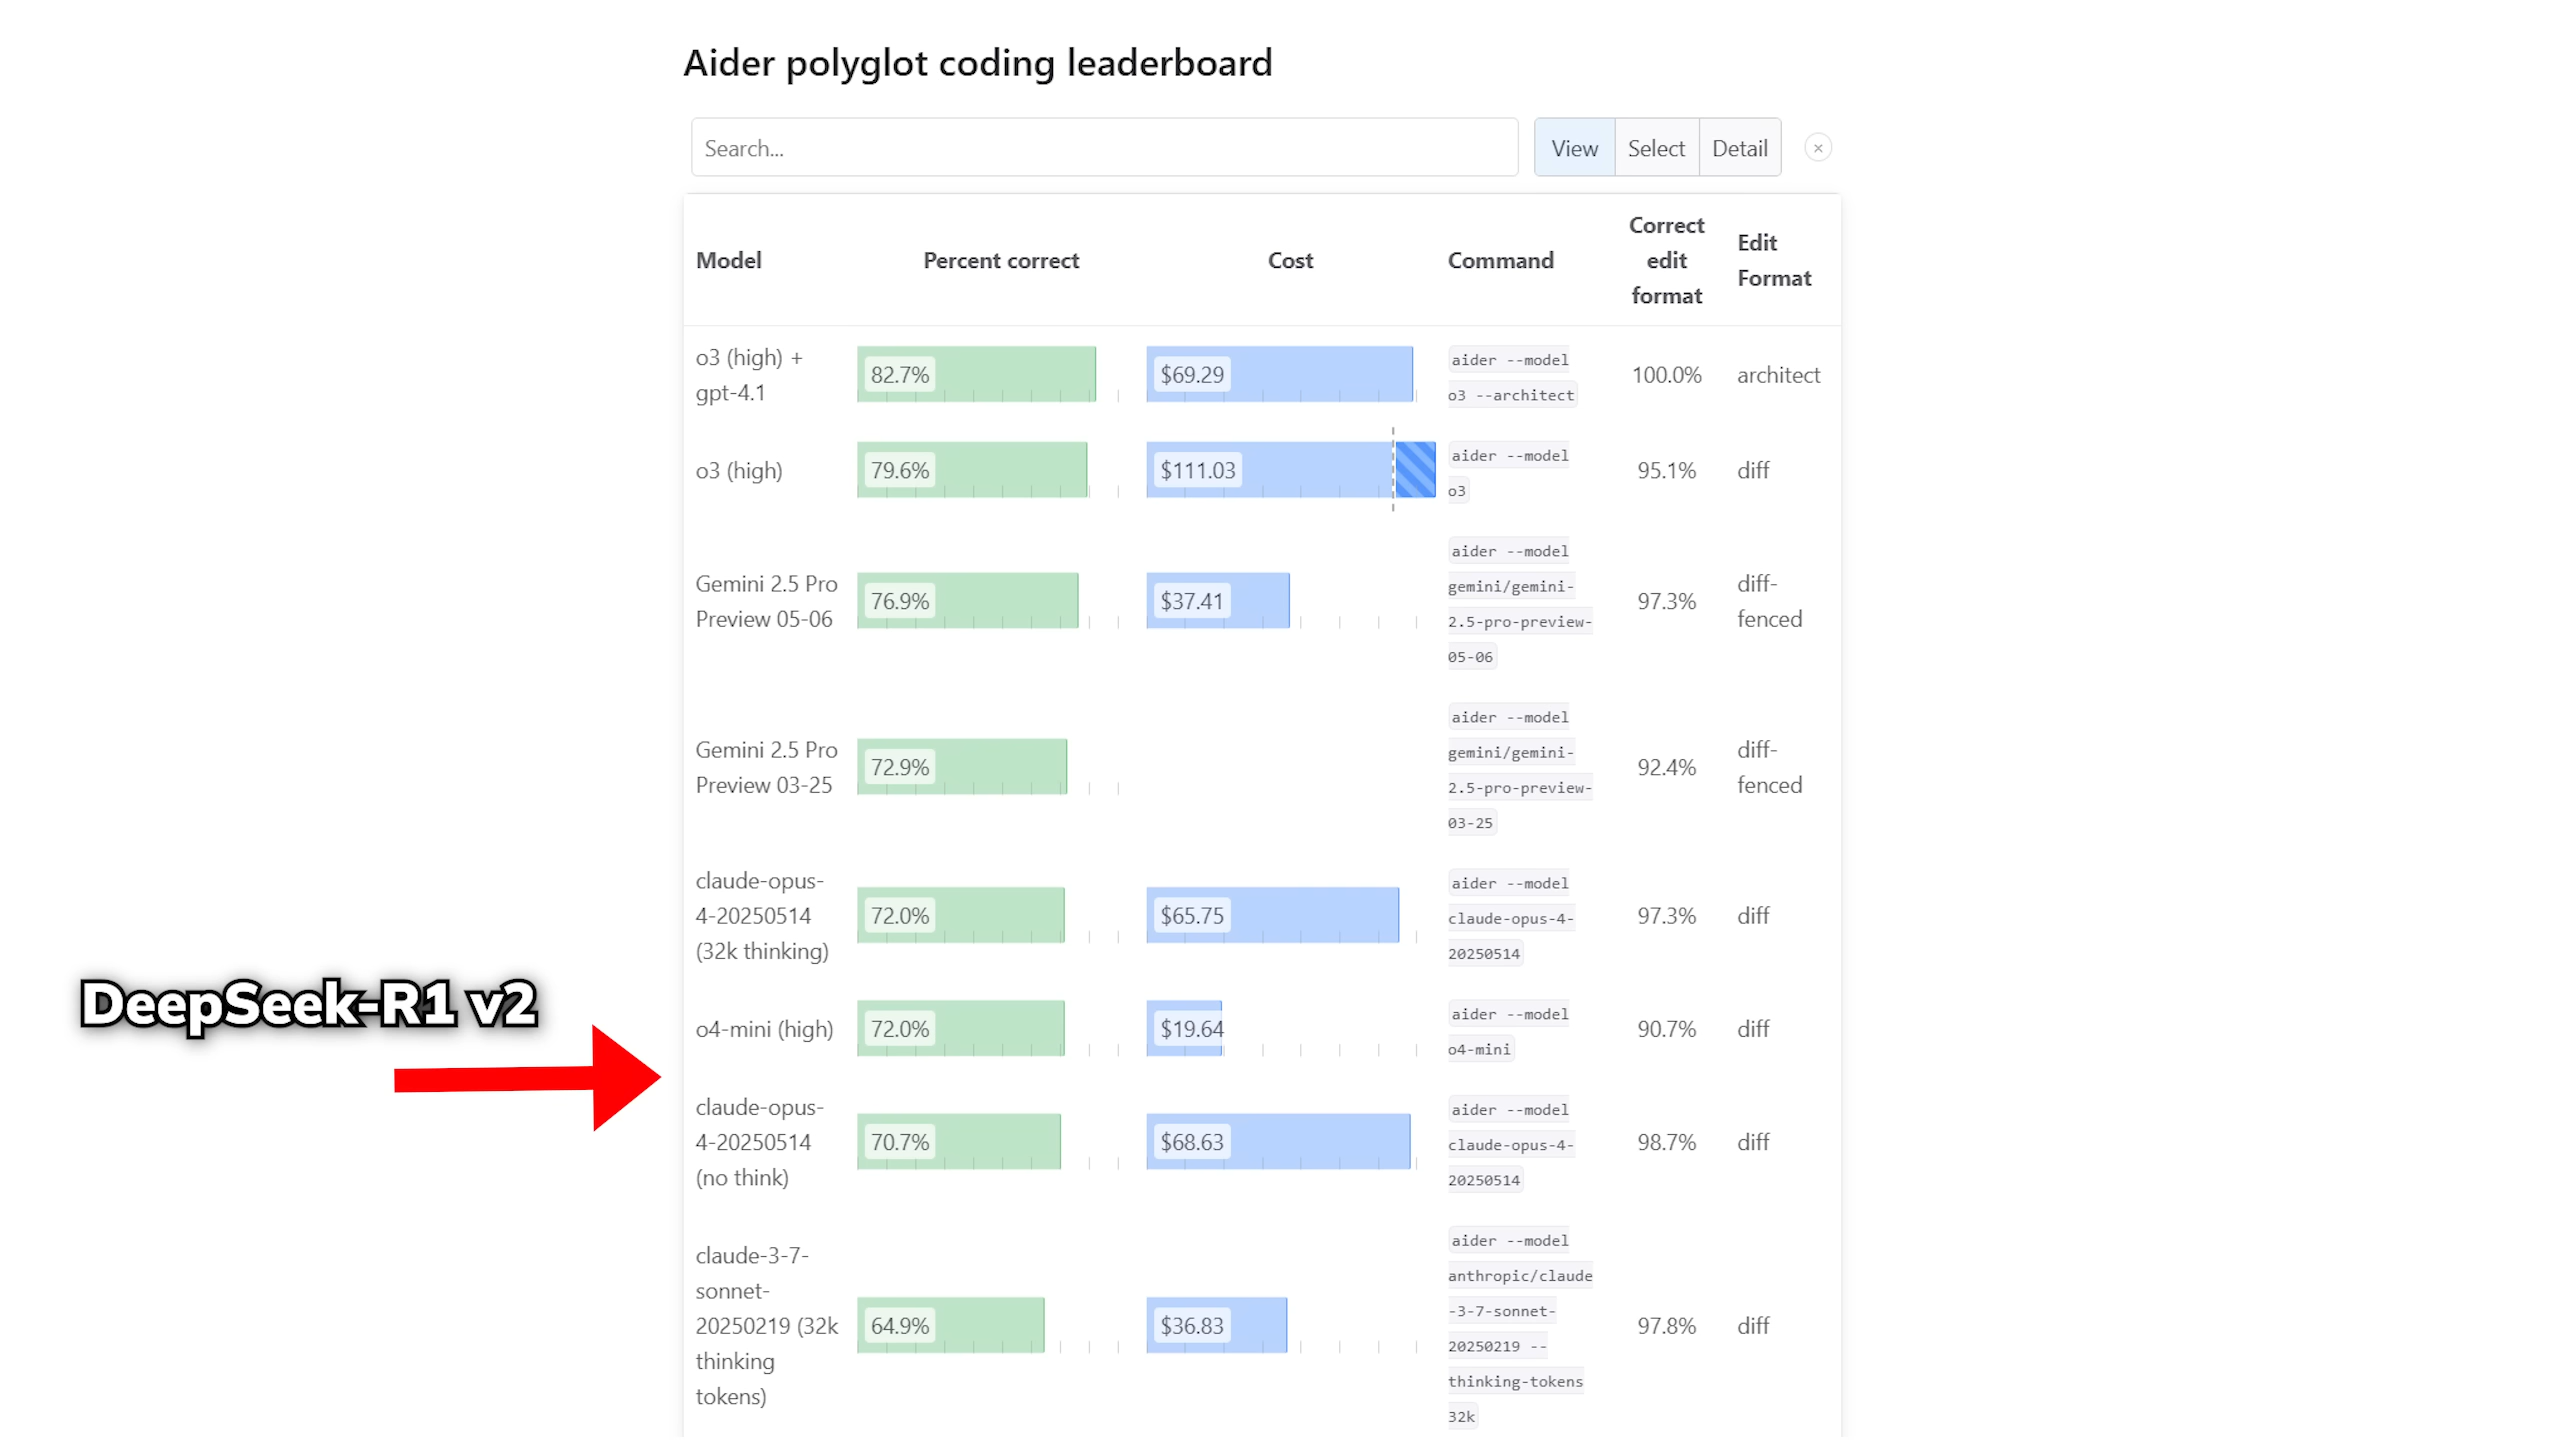 Aider polyglot coding leaderboard
Search...
View
Select
Detail
×
Model
Percent correct
Cost
Command
Correct
edit
format
Edit
Format
o3 (high) +
gpt-4.1
82.7%
$69.29
aider --model
o3 --architect
100.0%
architect
o3 (high)
79.6%
$111.03
aider --model
o3
95.1%
diff
Gemini 2.5 Pro
Preview 05-06
76.9%
$37.41
aider --model
gemini/gemini-
2.5-pro-preview-
05-06
97.3%
diff-
fenced
Gemini 2.5 Pro
Preview 03-25
72.9%
aider --model
gemini/gemini-
2.5-pro-preview-
03-25
92.4%
diff-
fenced
claude-opus-
4-20250514
(32k thinking)
72.0%
$65.75
aider --model
claude-opus-4-
20250514
97.3%
diff
DeepSeek-R1 v2
o4-mini (high)
72.0%
$19.64
aider --model
o4-mini
90.7%
diff
claude-opus-
4-20250514
(no think)
70.7%
$68.63
aider --model
claude-opus-4-
20250514
98.7%
diff
claude-3-7-
sonnet-
20250219 (32k
thinking
tokens)
64.9%
$36.83
aider --model
anthropic/claude
-3-7-sonnet-
20250219 --
thinking-tokens
32k
97.8%
diff